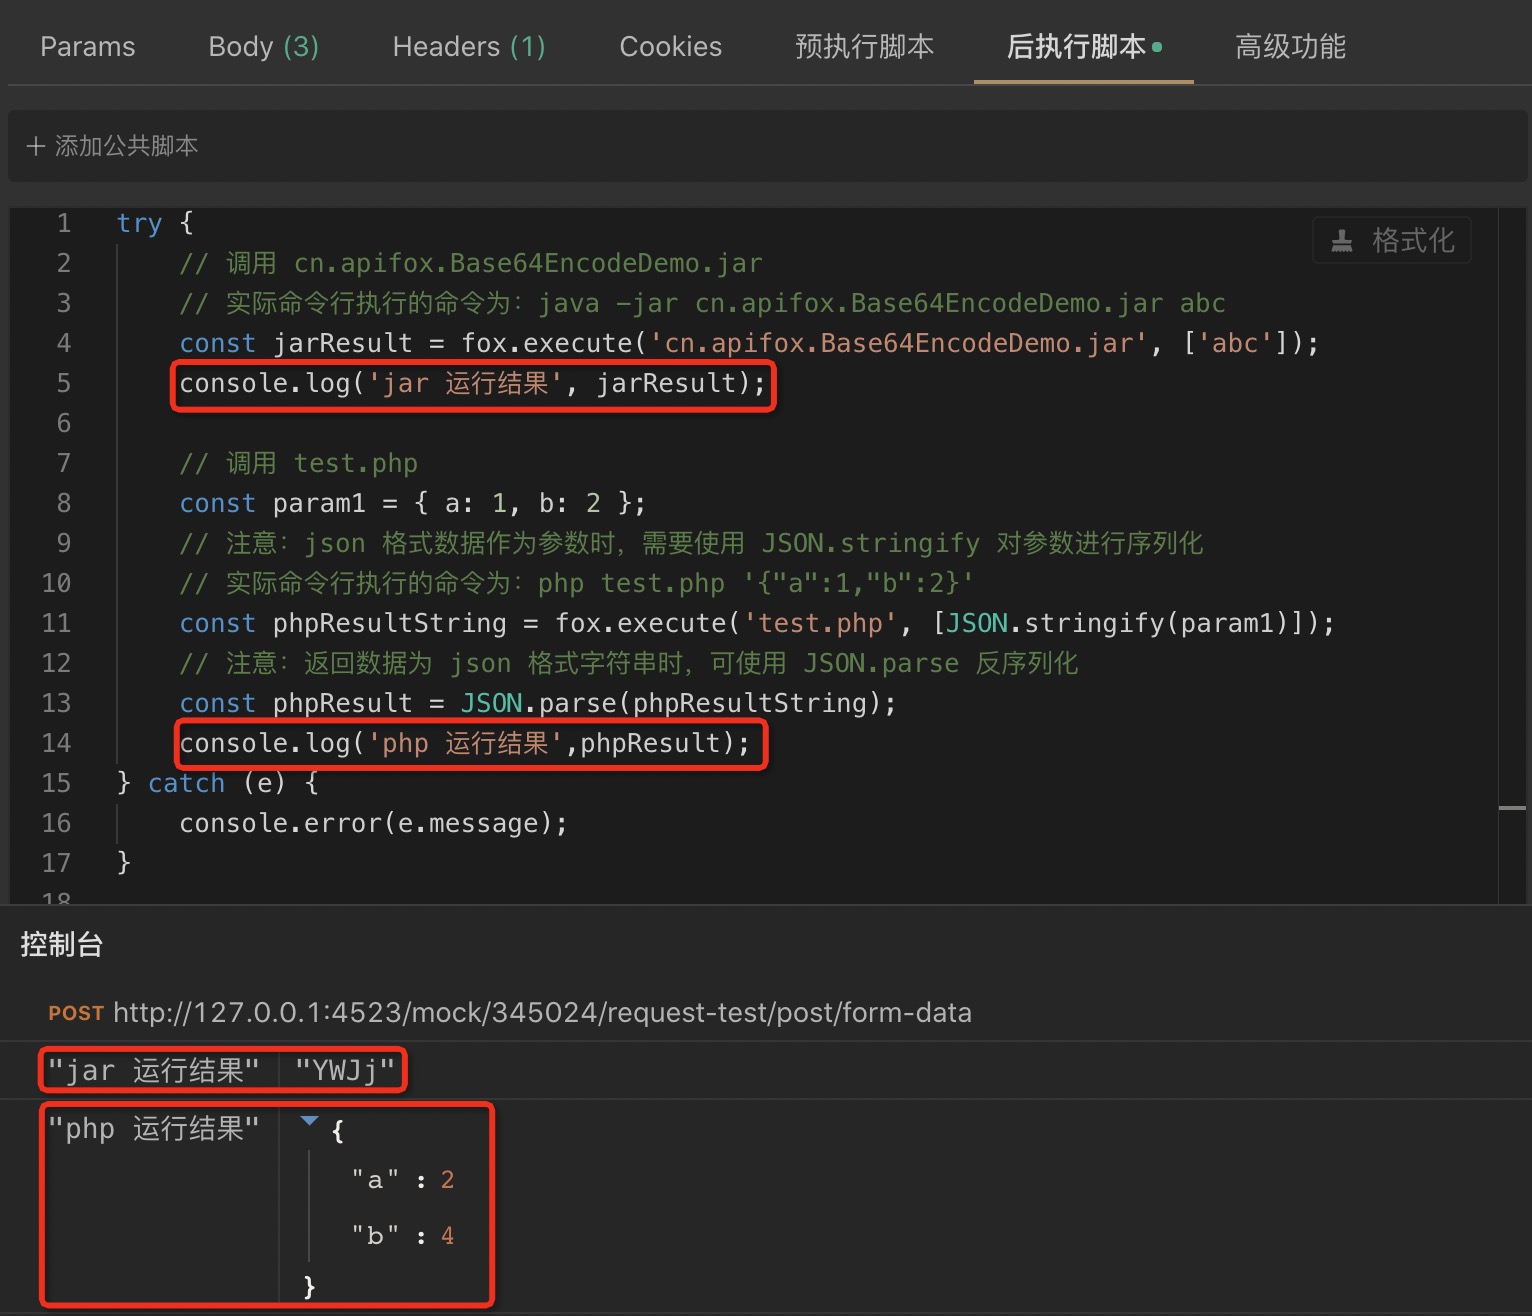 Params Body (3) Headers (1) Cookies 预执行脚本 后执行脚本 高级功能
+ 添加公共脚本
格式化
1 try {
2 // 调用 cn.apifox.Base64EncodeDemo.jar
3 // 实际命令行执行的命令为：java -jar cn.apifox.Base64EncodeDemo.jar abc
4 const jarResult = fox.execute('cn.apifox.Base64EncodeDemo.jar', ['abc']);
5 console.log('jar 运行结果', jarResult);
6
7 // 调用 test.php
8 const param1 = { a: 1, b: 2 };
9 // 注意：json 格式数据作为参数时，需要使用 JSON.stringify 对参数进行序列化
10 // 实际命令行执行的命令为：php test.php '{"a":1,"b":2}'
11 const phpResultString = fox.execute('test.php', [JSON.stringify(param1)]);
12 // 注意：返回数据为 json 格式字符串时，可使用 JSON.parse 反序列化
13 const phpResult = JSON.parse(phpResultString);
14 console.log('php 运行结果',phpResult);
15 } catch (e) {
16 console.error(e.message);
17 }
18
控制台
POST http://127.0.0.1:4523/mock/345024/request-test/post/form-data
"jar 运行结果" "YWJj"
"php 运行结果" {
"a" : 2
"b" : 4
}